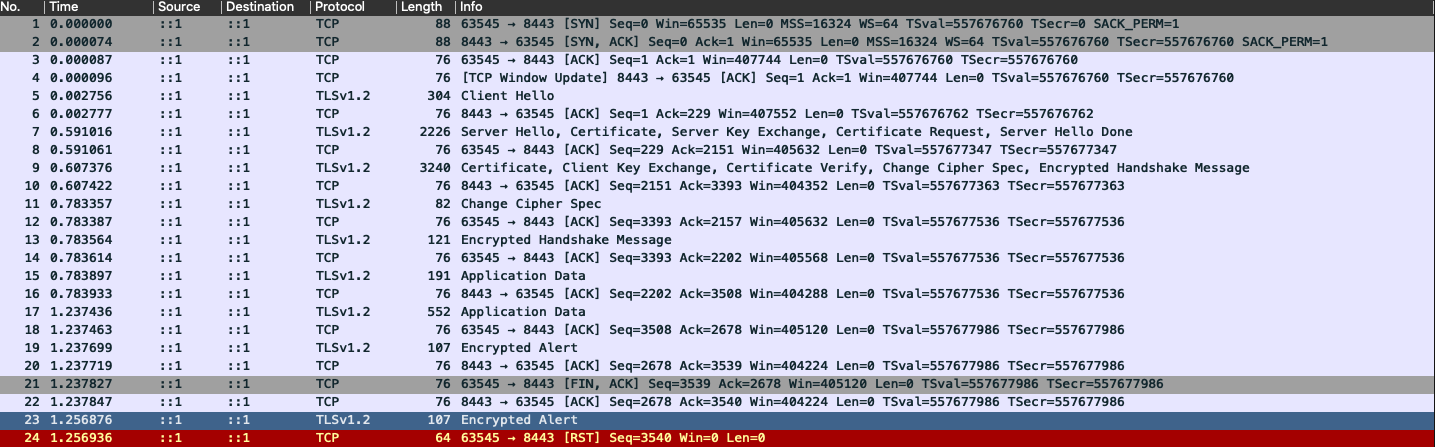 No. Time Source Destination Protocol Length Info
1 0.000000 ::1 ::1 TCP 88 63545 → 8443 [SYN] Seq=0 Win=65535 Len=0 MSS=16324 WS=64 TSval=557676760 TSecr=0 SACK_PERM=1
2 0.000074 ::1 ::1 TCP 88 8443 → 63545 [SYN, ACK] Seq=0 Ack=1 Win=65535 Len=0 MSS=16324 WS=64 TSval=557676760 TSecr=557676760 SACK_PERM=1
3 0.000087 ::1 ::1 TCP 76 63545 → 8443 [ACK] Seq=1 Ack=1 Win=407744 Len=0 TSval=557676760 TSecr=557676760
4 0.000096 ::1 ::1 TCP 76 [TCP Window Update] 8443 → 63545 [ACK] Seq=1 Ack=1 Win=407744 Len=0 TSval=557676760 TSecr=557676760
5 0.002756 ::1 ::1 TLSv1.2 304 Client Hello
6 0.002777 ::1 ::1 TCP 76 8443 → 63545 [ACK] Seq=1 Ack=229 Win=407552 Len=0 TSval=557676762 TSecr=557676762
7 0.591016 ::1 ::1 TLSv1.2 2226 Server Hello, Certificate, Server Key Exchange, Certificate Request, Server Hello Done
8 0.591061 ::1 ::1 TCP 76 63545 → 8443 [ACK] Seq=229 Ack=2151 Win=405632 Len=0 TSval=557677347 TSecr=557677347
9 0.607376 ::1 ::1 TLSv1.2 3240 Certificate, Client Key Exchange, Certificate Verify, Change Cipher Spec, Encrypted Handshake Message
10 0.607422 ::1 ::1 TCP 76 8443 → 63545 [ACK] Seq=2151 Ack=3393 Win=404352 Len=0 TSval=557677363 TSecr=557677363
11 0.783357 ::1 ::1 TLSv1.2 82 Change Cipher Spec
12 0.783387 ::1 ::1 TCP 76 63545 → 8443 [ACK] Seq=3393 Ack=2157 Win=405632 Len=0 TSval=557677536 TSecr=557677536
13 0.783564 ::1 ::1 TLSv1.2 121 Encrypted Handshake Message
14 0.783614 ::1 ::1 TCP 76 63545 → 8443 [ACK] Seq=3393 Ack=2202 Win=405568 Len=0 TSval=557677536 TSecr=557677536
15 0.783897 ::1 ::1 TLSv1.2 191 Application Data
16 0.783933 ::1 ::1 TCP 76 8443 → 63545 [ACK] Seq=2202 Ack=3508 Win=404288 Len=0 TSval=557677536 TSecr=557677536
17 1.237436 ::1 ::1 TLSv1.2 552 Application Data
18 1.237463 ::1 ::1 TCP 76 63545 → 8443 [ACK] Seq=3508 Ack=2678 Win=405120 Len=0 TSval=557677986 TSecr=557677986
19 1.237699 ::1 ::1 TLSv1.2 107 Encrypted Alert
20 1.237719 ::1 ::1 TCP 76 8443 → 63545 [ACK] Seq=2678 Ack=3539 Win=404224 Len=0 TSval=557677986 TSecr=557677986
21 1.237827 ::1 ::1 TCP 76 63545 → 8443 [FIN, ACK] Seq=3539 Ack=2678 Win=405120 Len=0 TSval=557677986 TSecr=557677986
22 1.237847 ::1 ::1 TCP 76 8443 → 63545 [ACK] Seq=2678 Ack=3540 Win=404224 Len=0 TSval=557677986 TSecr=557677986
23 1.256876 ::1 ::1 TLSv1.2 107 Encrypted Alert
24 1.256936 ::1 ::1 TCP 64 63545 → 8443 [RST] Seq=3540 Win=0 Len=0